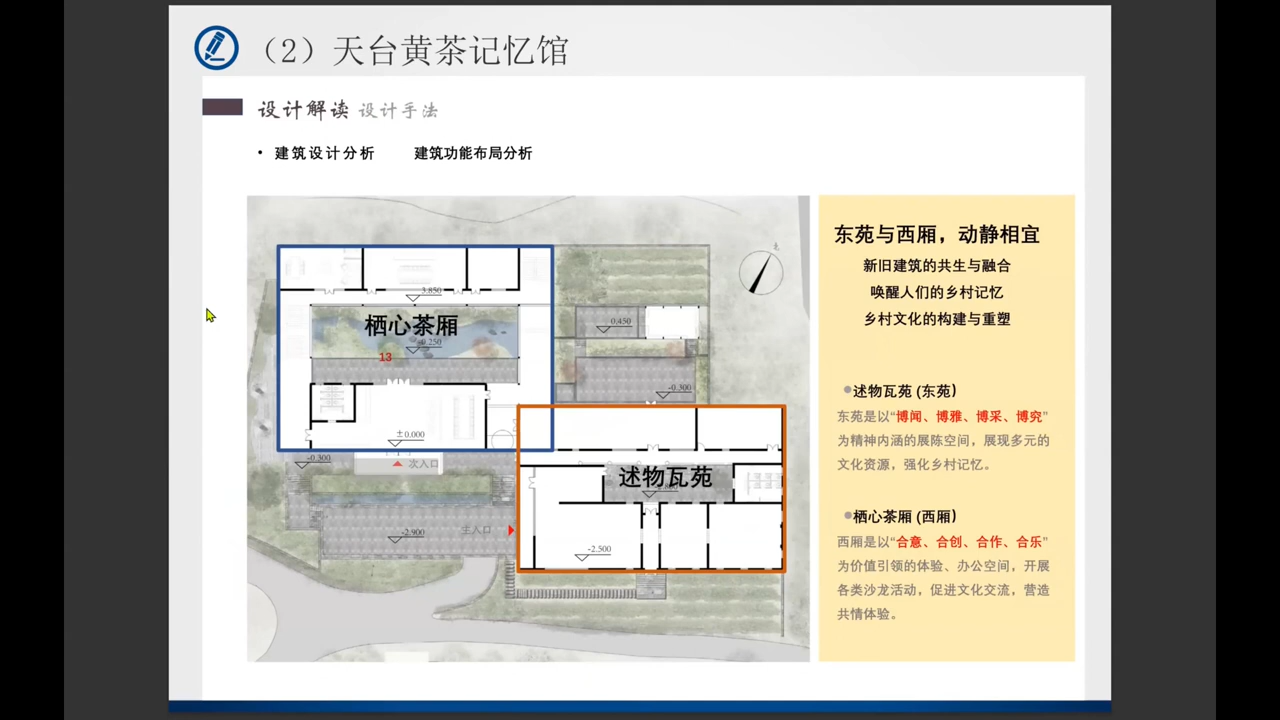 （2）天台黄茶记忆馆
设计解读 设计手法
• 建筑设计分析 建筑功能布局分析
北
3.850
栖心茶厢
0.450
-0.250
13
-0.300
±0.000
-0.300
次入口
述物瓦苑
-2.900
主入口
-2.500
东苑与西厢，动静相宜
新旧建筑的共生与融合
唤醒人们的乡村记忆
乡村文化的构建与重塑
述物瓦苑 (东苑)
东苑是以“博闻、博雅、博采、博究”
为精神内涵的展陈空间，展现多元的
文化资源，强化乡村记忆。
栖心茶厢 (西厢)
西厢是以“合意、合创、合作、合乐”
为价值引领的体验、办公空间，开展
各类沙龙活动，促进文化交流，营造
共情体验。